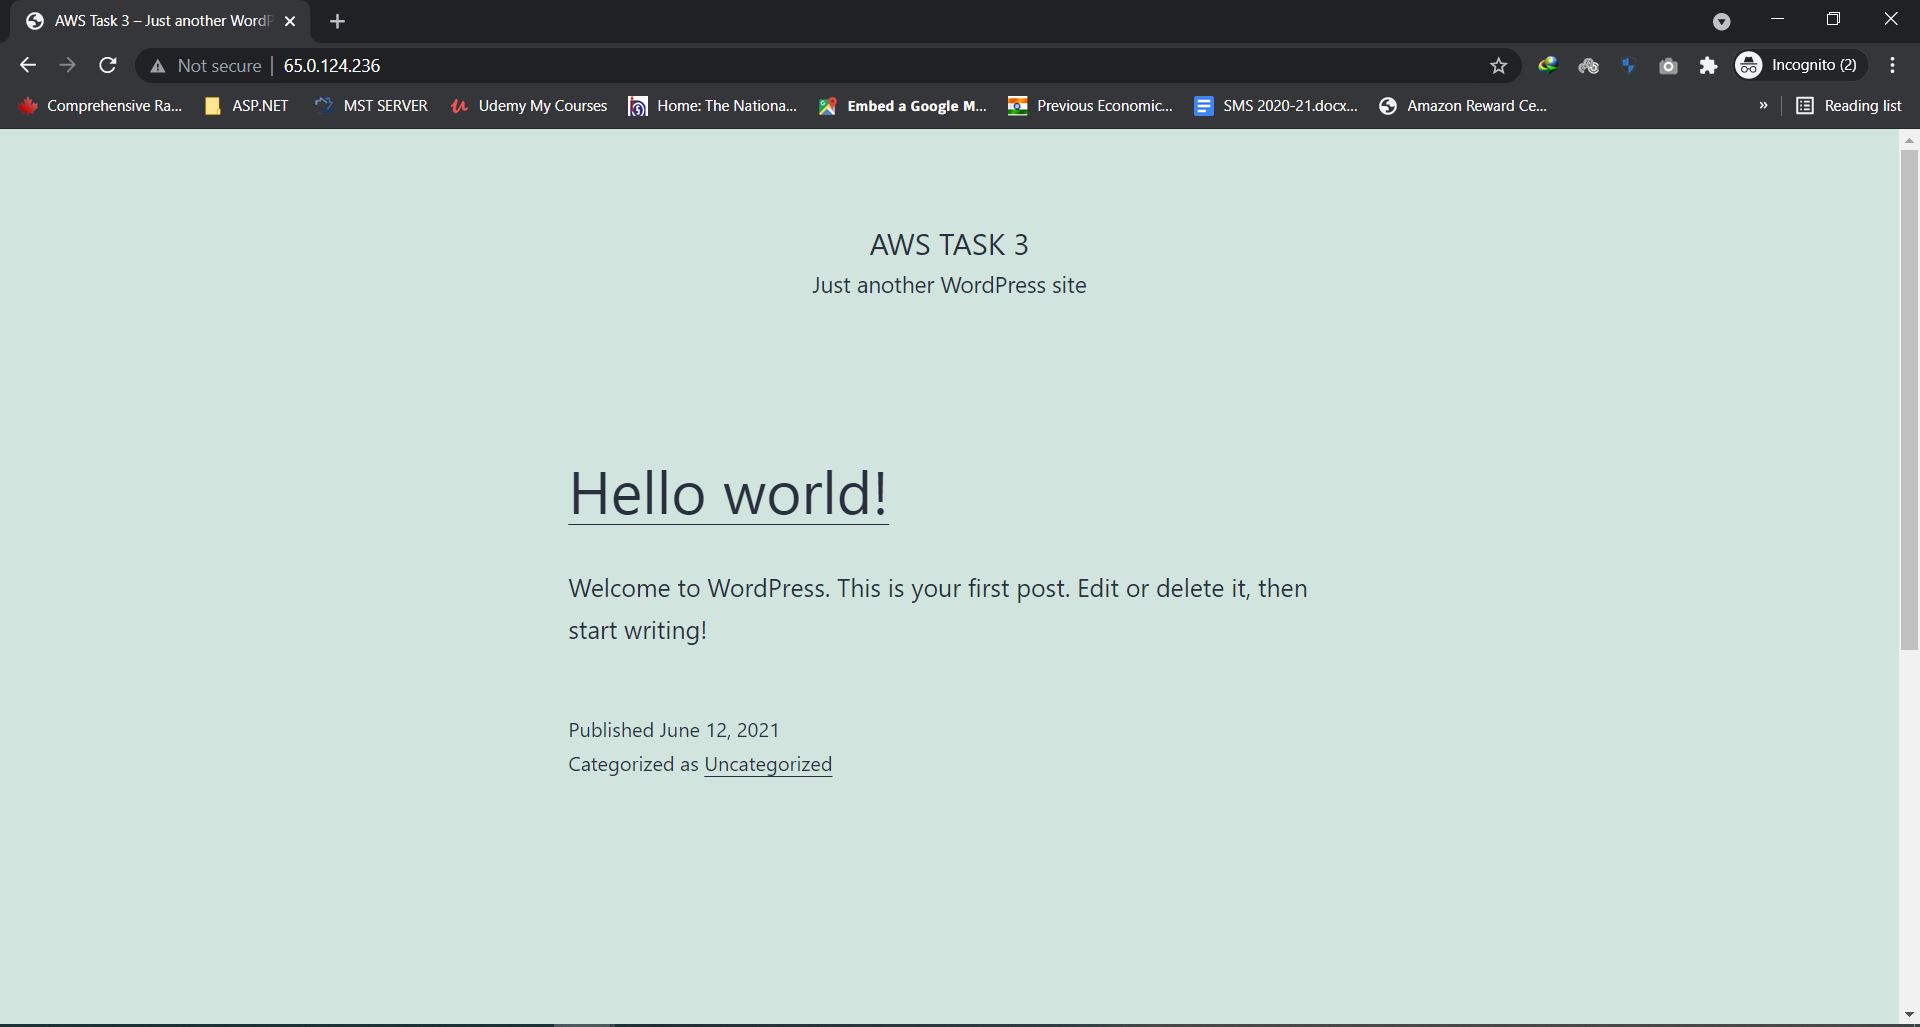 AWS Task 3 – Just another WordP
Not secure
65.0.124.236
Incognito (2)
Comprehensive Ra...
ASP.NET
MST SERVER
Udemy My Courses
Home: The Nationa...
Embed a Google M...
Previous Economic...
SMS 2020-21.docx...
Amazon Reward Ce...
»
Reading list
AWS TASK 3
Just another WordPress site
Hello world!
Welcome to WordPress. This is your first post. Edit or delete it, then
start writing!
Published June 12, 2021
Categorized as Uncategorized